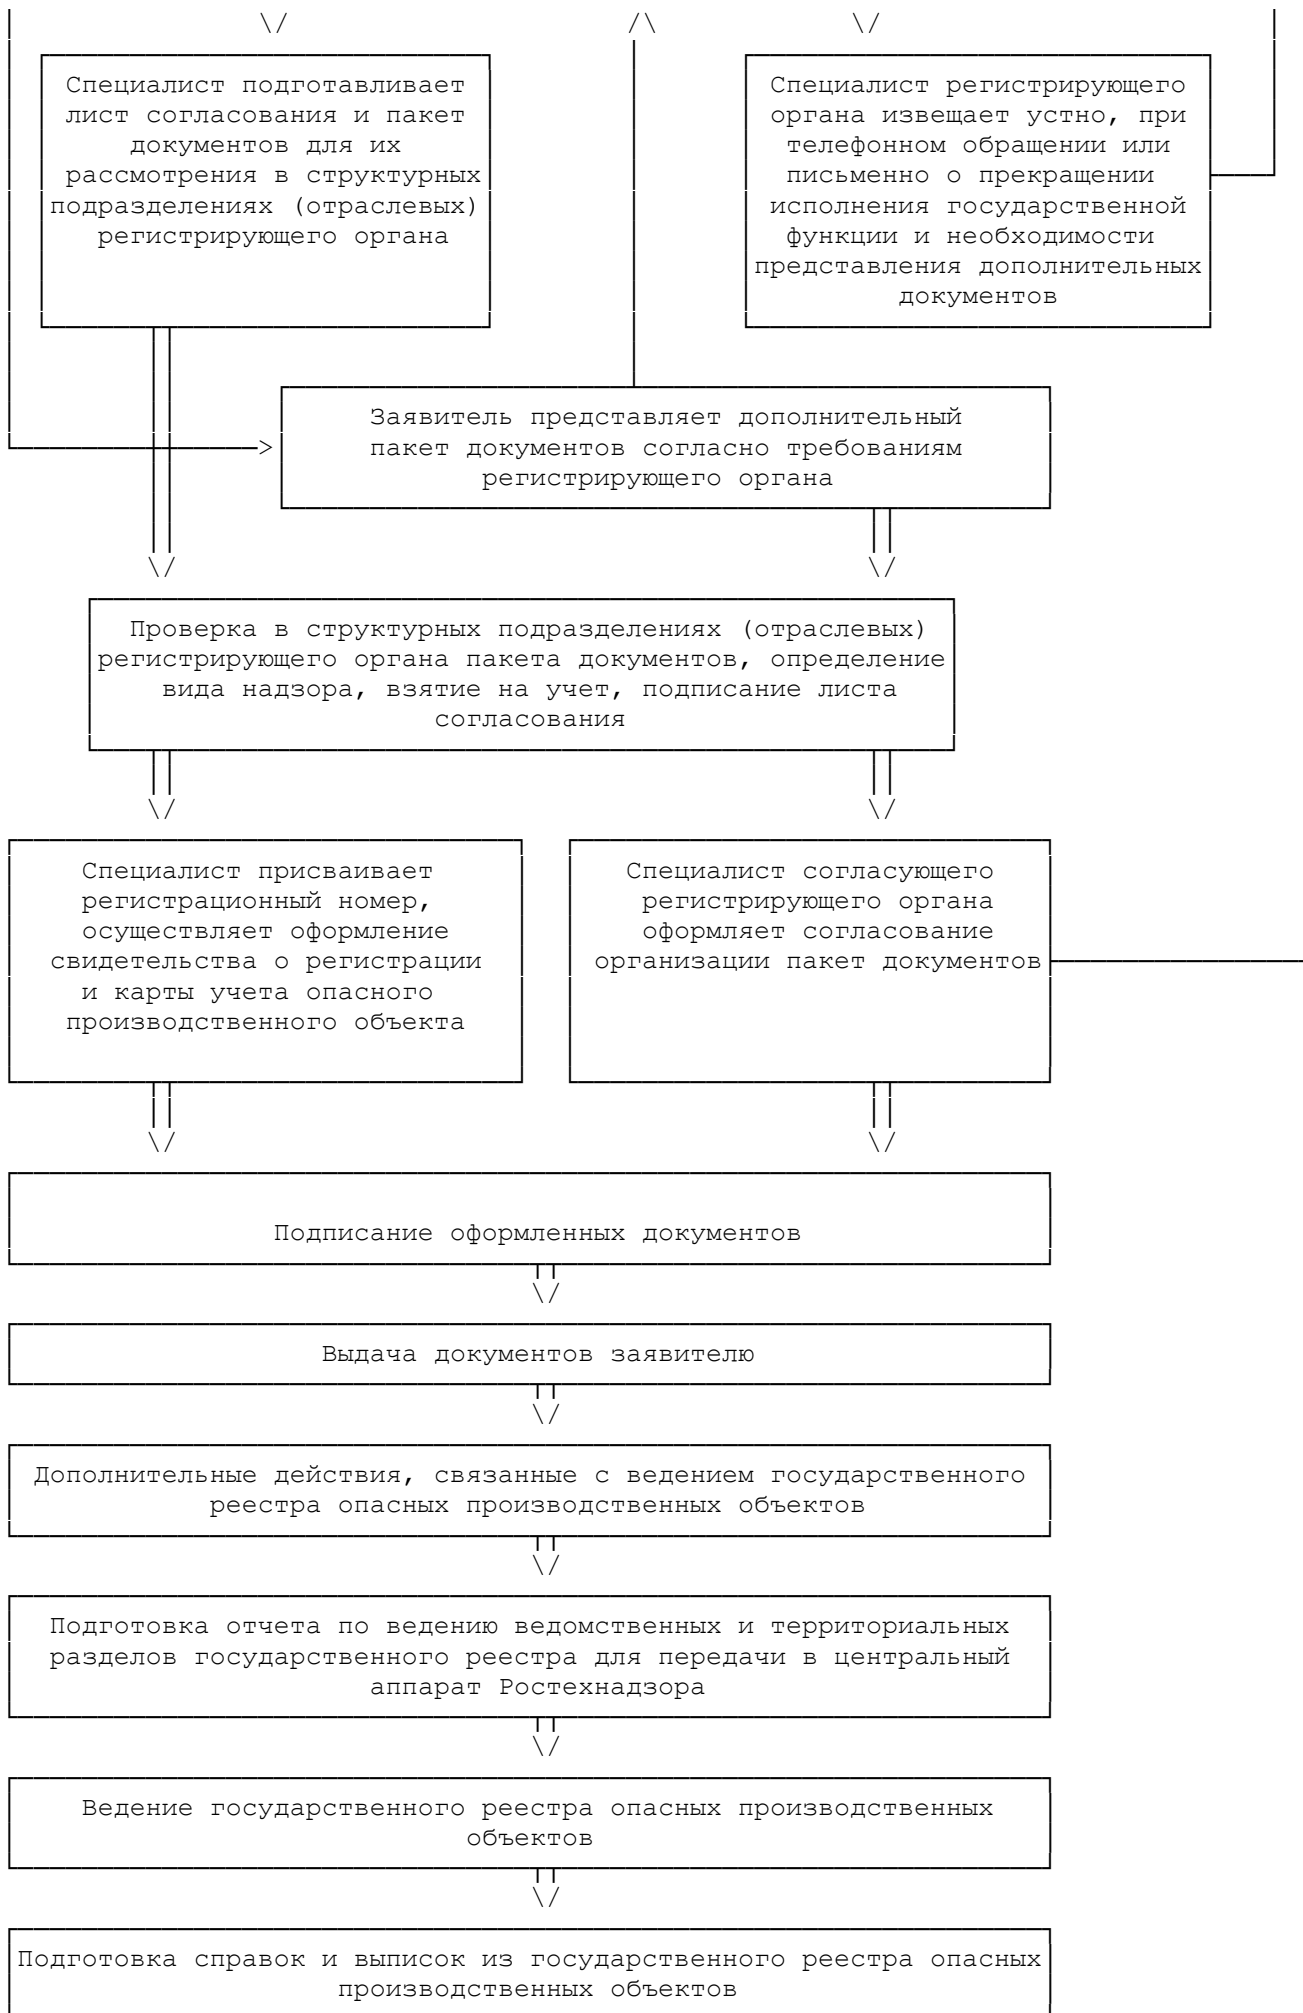 Специалист подготавливает
лист согласования и пакет
документов для их
рассмотрения в структурных
подразделениях (отраслевых)
регистрирующего органа
Специалист регистрирующего
органа извещает устно, при
телефонном обращении или
письменно о прекращении
исполнения государственной
функции и необходимости
представления дополнительных
документов
Заявитель представляет дополнительный
пакет документов согласно требованиям
регистрирующего органа
Проверка в структурных подразделениях (отраслевых)
регистрирующего органа пакета документов, определение
вида надзора, взятие на учет, подписание листа
согласования
Специалист присваивает
регистрационный номер,
осуществляет оформление
свидетельства о регистрации
и карты учета опасного
производственного объекта
Специалист согласующего
регистрирующего органа
оформляет согласование
организации пакет документов
Подписание оформленных документов
Выдача документов заявителю
Дополнительные действия, связанные с ведением государственного
реестра опасных производственных объектов
Подготовка отчета по ведению ведомственных и территориальных
разделов государственного реестра для передачи в центральный
аппарат Ростехнадзора
Ведение государственного реестра опасных производственных
объектов
Подготовка справок и выписок из государственного реестра опасных
производственных объектов